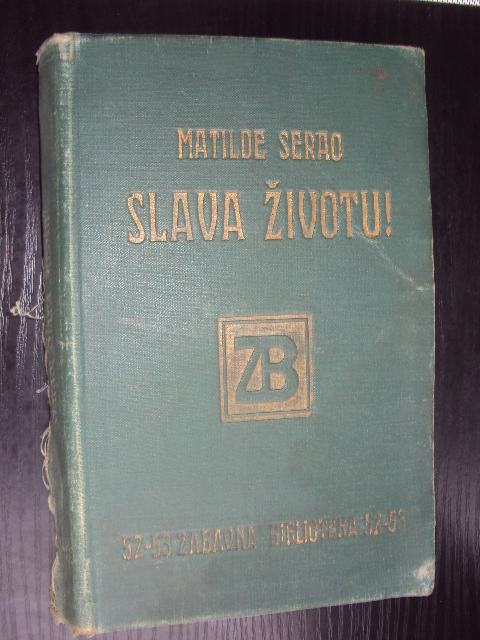 MATILDE SERAO
SLAVA ŽIVOTU!
ZB
52-53 ZABAVNA BIBLIOTEKA 52-53